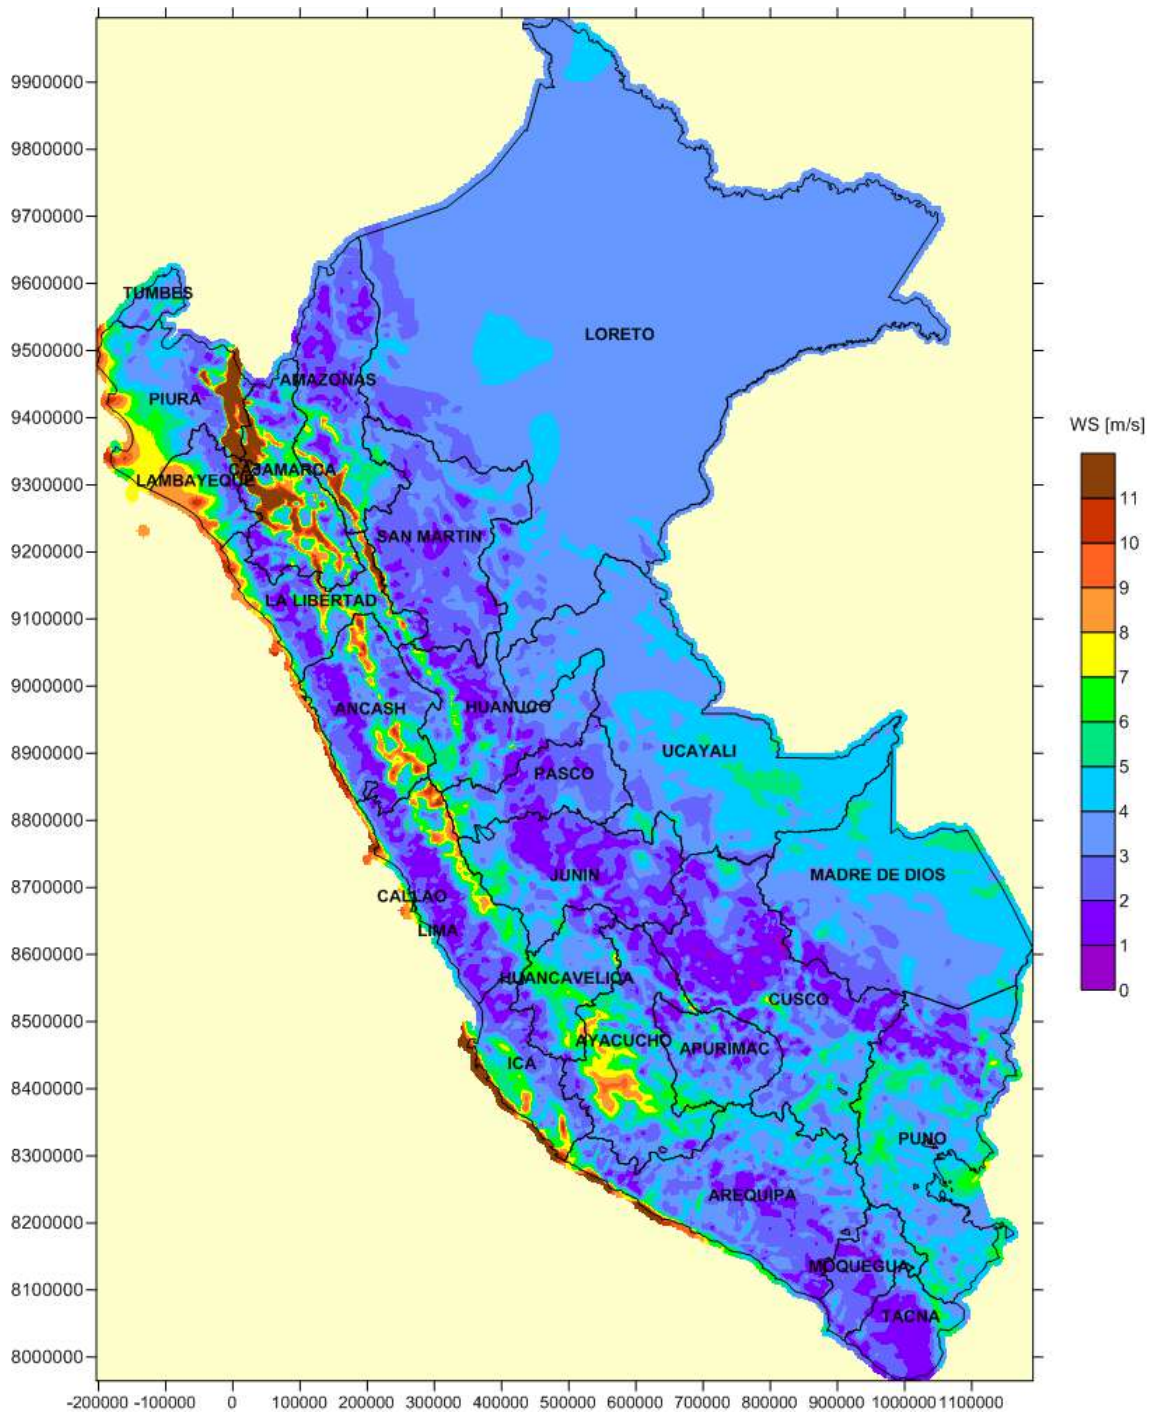 9900000
9800000
9700000
9600000
9500000
9400000
9300000
9200000
9100000
9000000
8900000
8800000
8700000
8600000
8500000
8400000
8300000
8200000
8100000
8000000
TUMBES
LORETO
AMAZONAS
PIURA
CAJAMARCA
LAMBAYEQUE
SAN MARTIN
LA LIBERTAD
ANCASH
HUANUCO
UCAYALI
PASCO
JUNIN
MADRE DE DIOS
CALLAO
LIMA
HUANCAVELICA
CUSCO
AYACUCHO
APURIMAC
ICA
PUNO
AREQUIPA
MOQUEGUA
TACNA
WS [m/s]
11
10
9
8
7
6
5
4
3
2
1
0
-200000 -100000 0 100000 200000 300000 400000 500000 600000 700000 800000 900000 1000000 1100000